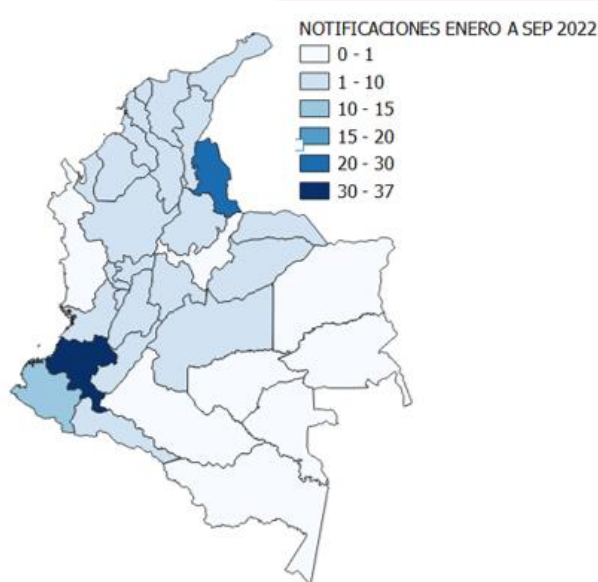 NOTIFICACIONES ENERO A SEP 2022
0 - 1
1 - 10
10 - 15
15 - 20
20 - 30
30 - 37